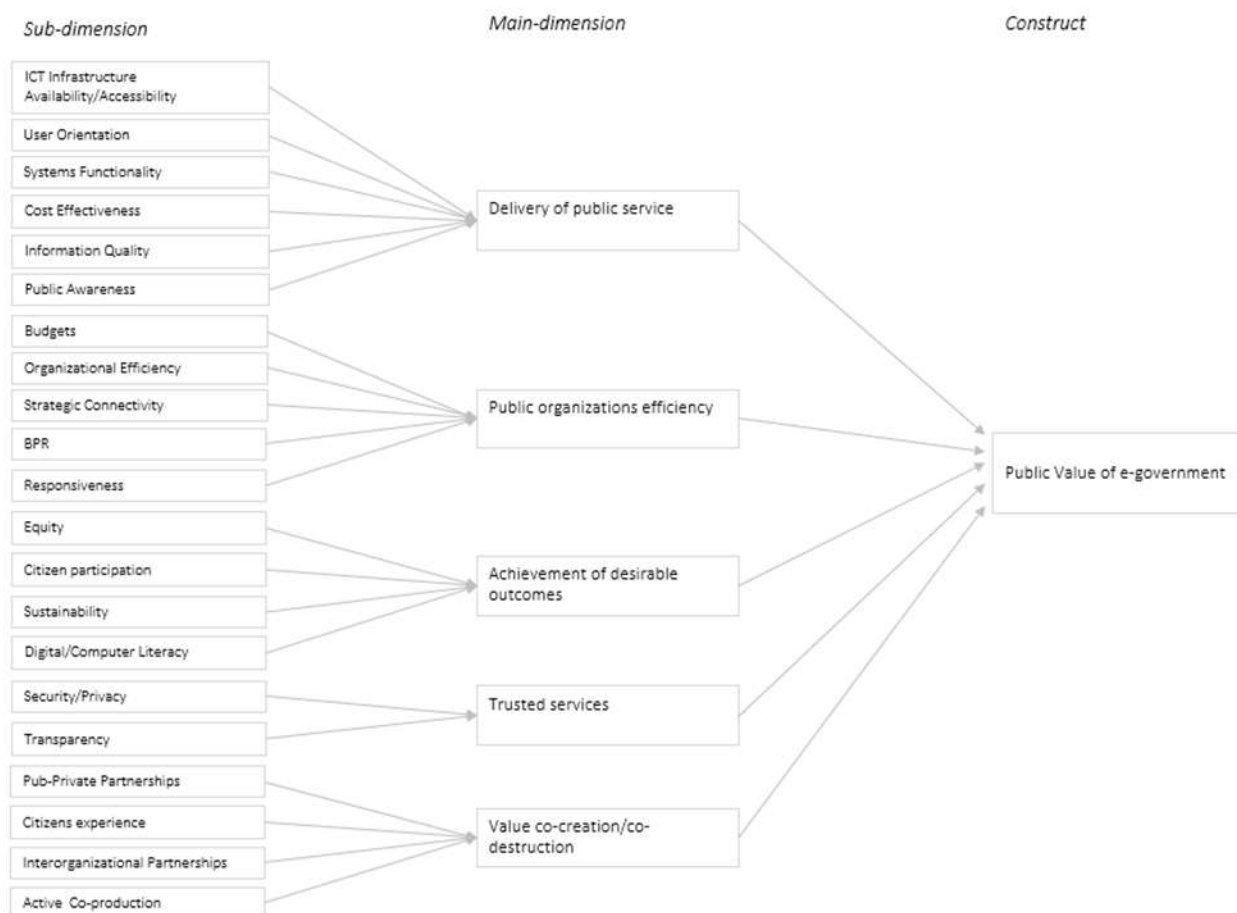 Sub-dimension
Main-dimension
Construct
ICT Infrastructure
Availability/Accessibility
User Orientation
Systems Functionality
Cost Effectiveness
Information Quality
Public Awareness
Budgets
Organizational Efficiency
Strategic Connectivity
BPR
Responsiveness
Equity
Citizen participation
Sustainability
Digital/Computer Literacy
Security/Privacy
Transparency
Pub-Private Partnerships
Citizens experience
Interorganizational Partnerships
Active Co-production
Delivery of public service
Public organizations efficiency
Achievement of desirable
outcomes
Trusted services
Value co-creation/co-
destruction
Public Value of e-government